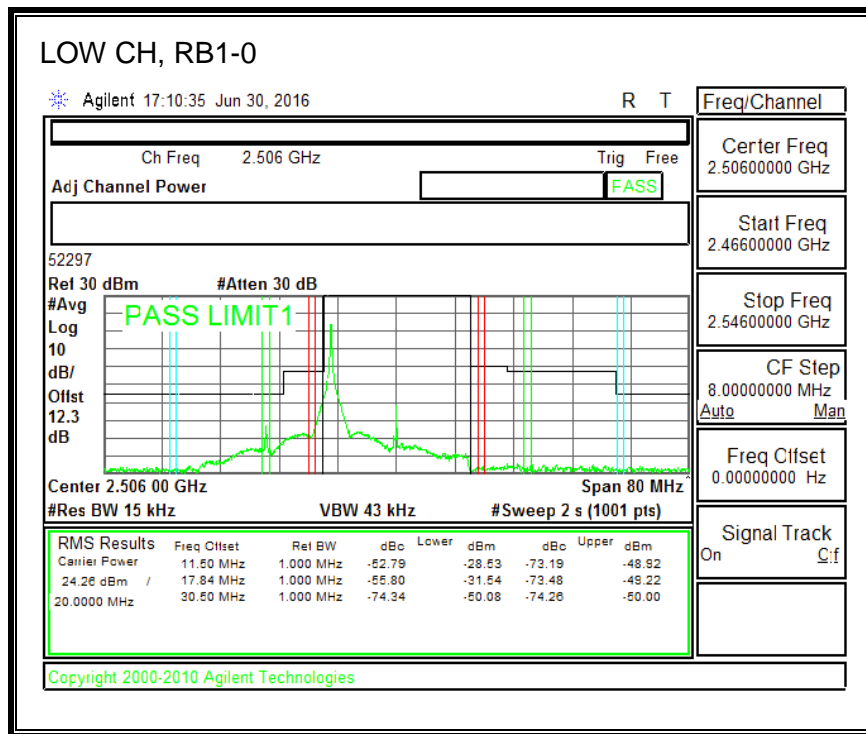 LOW CH, RB1-0
Agilent 17:10:35 Jun 30, 2016 R T
Freq/Channel
Ch Freq 2.506 GHz Trig Free
Adj Channel Power PASS
Center Freq
2.50600000 GHz
Start Freq
2.46600000 GHz
Stop Freq
2.54600000 GHz
CF Step
8.00000000 MHz
Auto Man
Freq Offset
0.00000000 Hz
Signal Track
On Off
52297
Ref 30 dBm #Atten 30 dB
#Avg
Log
10
dB/
Offst
12.3
dB
PASS LIMIT1
Center 2.506 00 GHz Span 80 MHz
#Res BW 15 kHz VBW 43 kHz #Sweep 2 s (1001 pts)
RMS Results Freq Offset Ref BW dBc Lower dBm dBc Upper dBm
Carrier Power 11.50 MHz 1.000 MHz -52.79 -28.53 -73.19 -48.92
24.26 dBm / 17.84 MHz 1.000 MHz -55.80 -31.54 -73.48 -49.22
20.0000 MHz 30.50 MHz 1.000 MHz -74.34 -50.08 -74.26 -50.00
Copyright 2000-2010 Agilent Technologies